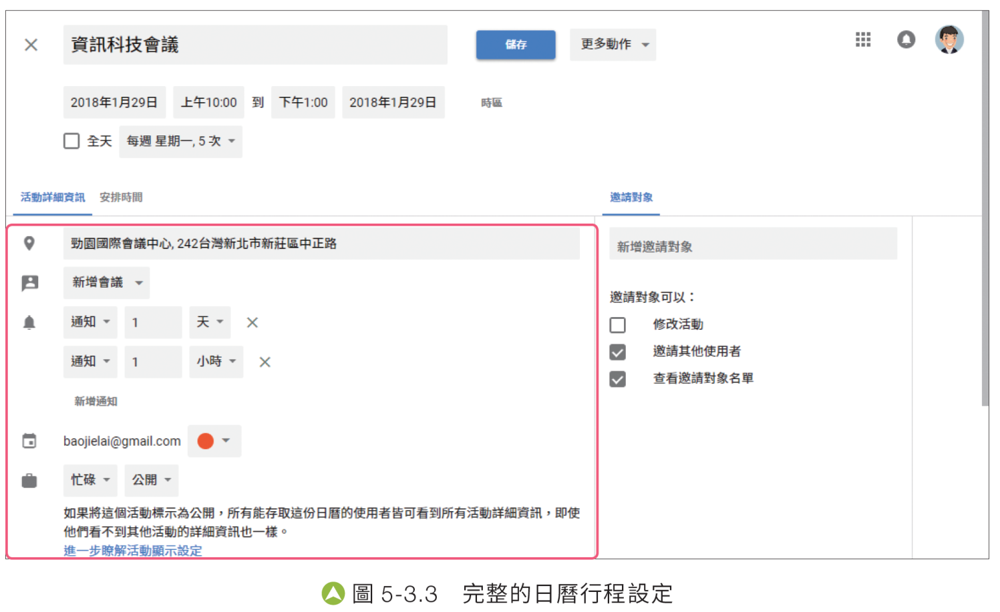 資訊科技會議
儲存
更多動作
2018年1月29日 上午10:00 到 下午1:00 2018年1月29日 時區
全天 每週 星期一, 5 次
活動詳細資訊 安排時間
邀請對象
勁園國際會議中心, 242台灣新北市新莊區中正路
新增會議
通知 1 天
通知 1 小時
新增通知
baojielai@gmail.com
忙碌 公開
如果將這個活動標示為公開，所有能存取這份日曆的使用者皆可看到所有活動詳細資訊，即使
他們看不到其他活動的詳細資訊也一樣。
進一步瞭解活動顯示設定
新增邀請對象
邀請對象可以：
修改活動
邀請其他使用者
查看邀請對象名單
圖 5-3.3 完整的日曆行程設定